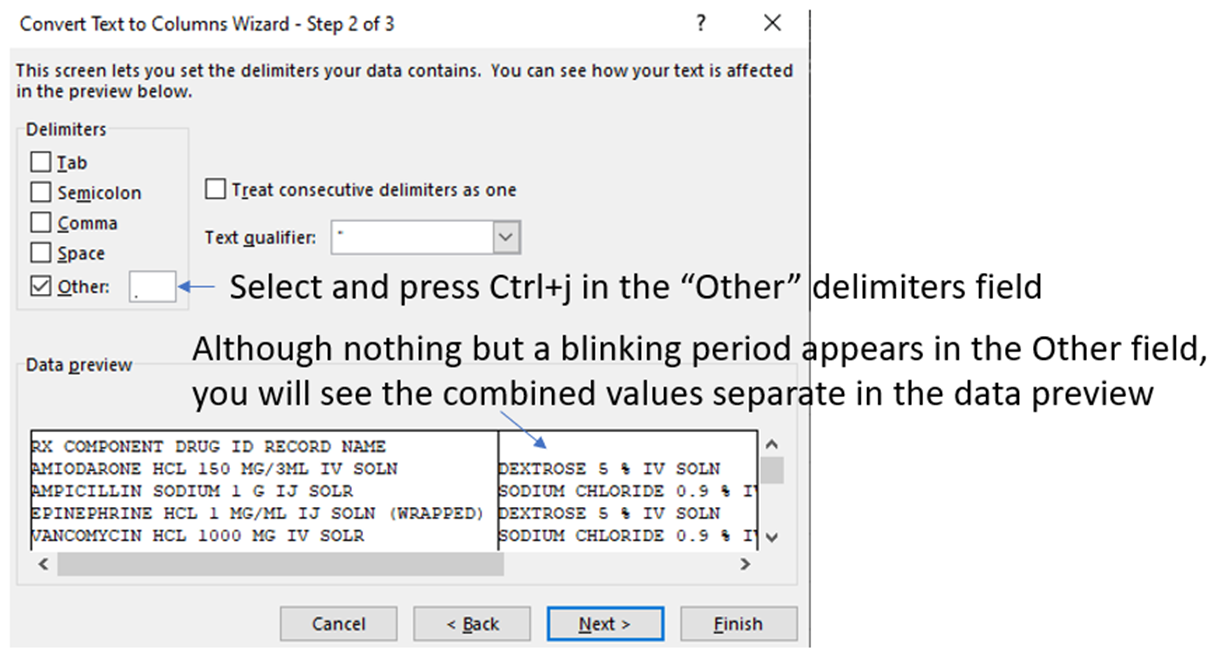 Convert Text to Columns Wizard - Step 2 of 3
?
This screen lets you set the delimiters your data contains.  You can see how your text is affected
in the preview below.
Delimiters
Tab
Semicolon
Comma
Space
Other: .
Treat consecutive delimiters as one
Text qualifier: "
Select and press Ctrl+j in the “Other” delimiters field
Although nothing but a blinking period appears in the Other field,
you will see the combined values separate in the data preview
Data preview
RX COMPONENT DRUG ID RECORD NAME
AMIODARONE HCL 150 MG/3ML IV SOLN DEXTROSE 5 % IV SOLN
AMPICILLIN SODIUM 1 G IJ SOLR SODIUM CHLORIDE 0.9 % IV
EPINEPHRINE HCL 1 MG/ML IJ SOLN (WRAPPED) DEXTROSE 5 % IV SOLN
VANCOMYCIN HCL 1000 MG IV SOLR SODIUM CHLORIDE 0.9 % IV
Cancel < Back Next > Finish